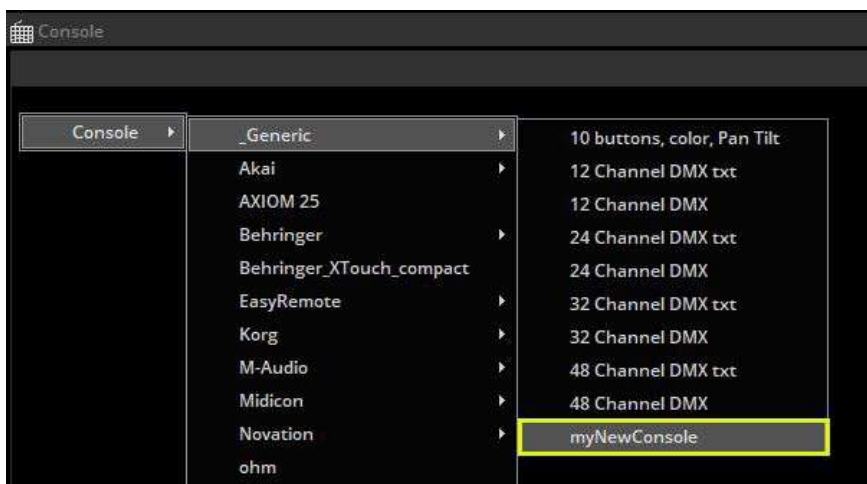 Console
Console
_Generic
Akai
AXIOM 25
Behringer
Behringer_XTouch_compact
EasyRemote
Korg
M-Audio
Midicon
Novation
ohm
10 buttons, color, Pan Tilt
12 Channel DMX txt
12 Channel DMX
24 Channel DMX txt
24 Channel DMX
32 Channel DMX txt
32 Channel DMX
48 Channel DMX txt
48 Channel DMX
myNewConsole